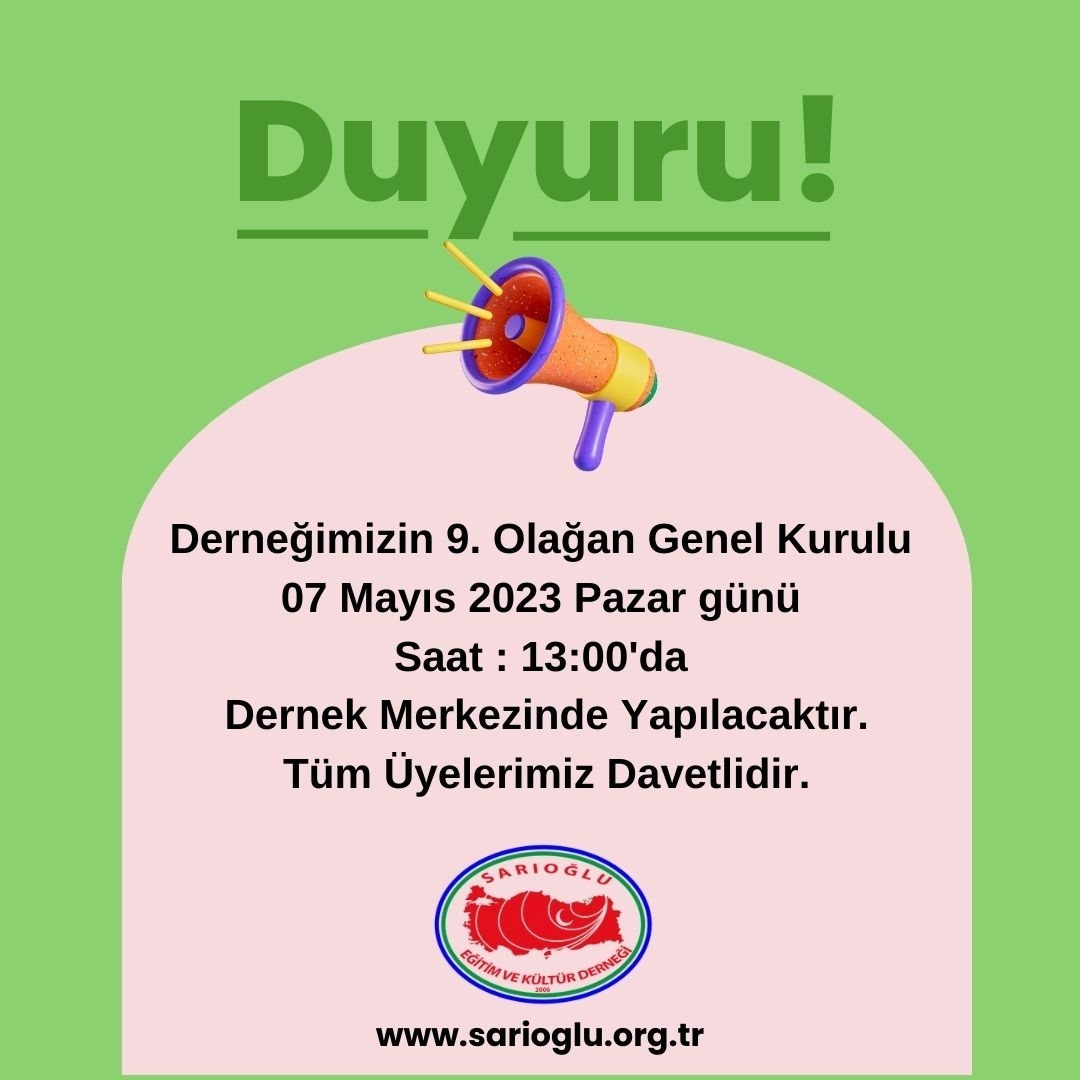 Duyuru!
Derneğimizin 9. Olağan Genel Kurulu
07 Mayıs 2023 Pazar günü
Saat : 13:00'da
Dernek Merkezinde Yapılacaktır.
Tüm Üyelerimiz Davetlidir.
SARIOĞLU
EĞİTİM VE KÜLTÜR DERNEĞİ
2006
www.sarioglu.org.tr